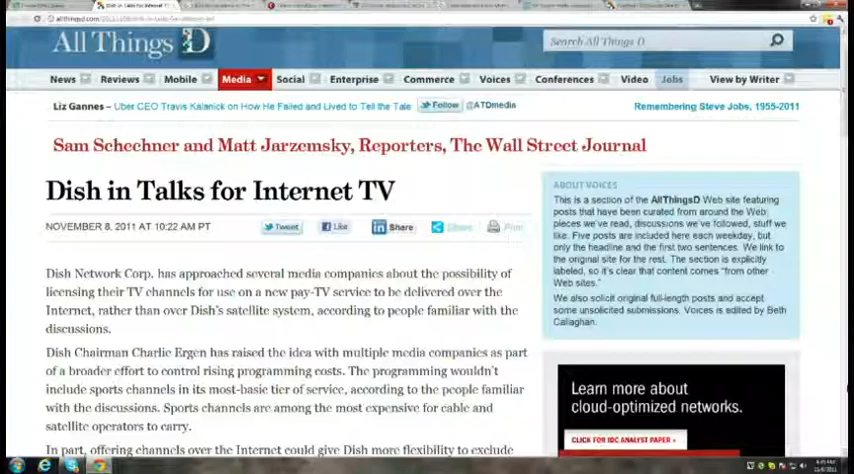 Dish in Talks for Internet T
All Things D
Search All Things D
News
Reviews
Mobile
Media
Social
Enterprise
Commerce
Voices
Conferences
Video
Jobs
View by Writer
Liz Gannes – Uber CEO Travis Kalanick on How He Failed and Lived to Tell the Tale
Follow
@ATDmedia
Remembering Steve Jobs, 1955-2011
Sam Schechner and Matt Jarzemsky, Reporters, The Wall Street Journal
Dish in Talks for Internet TV
NOVEMBER 8, 2011 AT 10:22 AM PT
Tweet
Like
Share
Share
Print
Dish Network Corp. has approached several media companies about the possibility of
licensing their TV channels for use on a new pay-TV service to be delivered over the
Internet, rather than over Dish's satellite system, according to people familiar with the
discussions.
Dish Chairman Charlie Ergen has raised the idea with multiple media companies as part
of a broader effort to control rising programming costs. The programming wouldn't
include sports channels in its most-basic tier of service, according to the people familiar
with the discussions. Sports channels are among the most expensive for cable and
satellite operators to carry.
In part, offering channels over the Internet could give Dish more flexibility to exclude
ABOUT VOICES
This is a section of the AllThingsD Web site featuring
posts that have been curated from around the Web:
pieces we've read, discussions we've followed, stuff we
like. Five posts are included here each weekday, but
only the headline and the first two sentences. We link to
the original site for the rest. The section is explicitly
labeled, so it's clear that content comes "from other
Web sites."
We also solicit original full-length posts and accept
some unsolicited submissions. Voices is edited by Beth
Callaghan.
Learn more about
cloud-optimized networks.
CLICK FOR IDC ANALYST PAPER